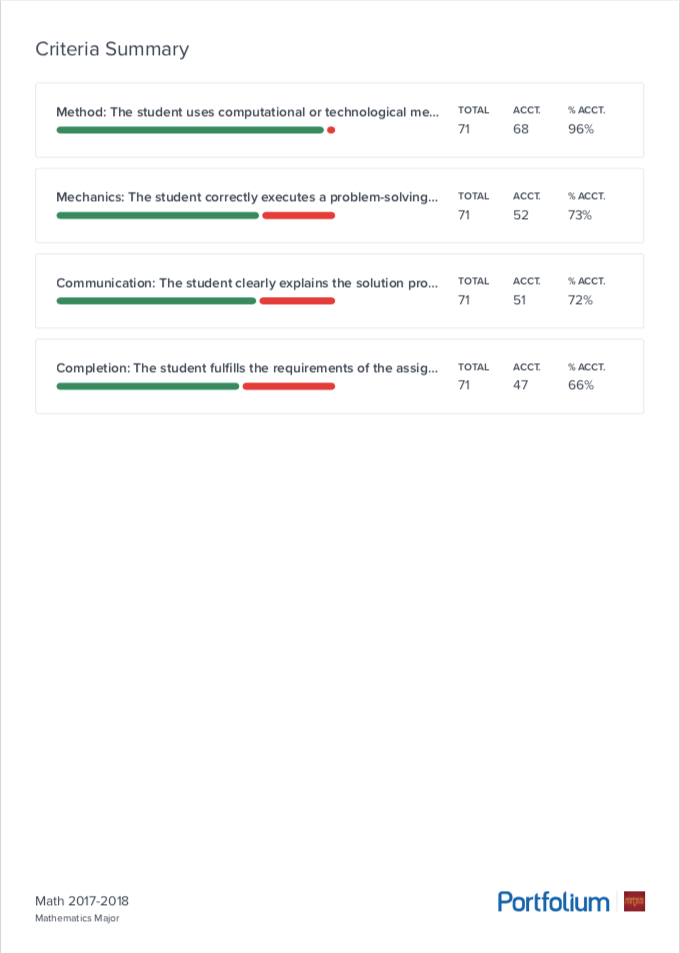 Criteria Summary
Method: The student uses computational or technological me...
TOTAL ACCT. % ACCT.
71 68 96%
Mechanics: The student correctly executes a problem-solving...
TOTAL ACCT. % ACCT.
71 52 73%
Communication: The student clearly explains the solution pro...
TOTAL ACCT. % ACCT.
71 51 72%
Completion: The student fulfills the requirements of the assig...
TOTAL ACCT. % ACCT.
71 47 66%
Math 2017-2018
Mathematics Major
Portfolium